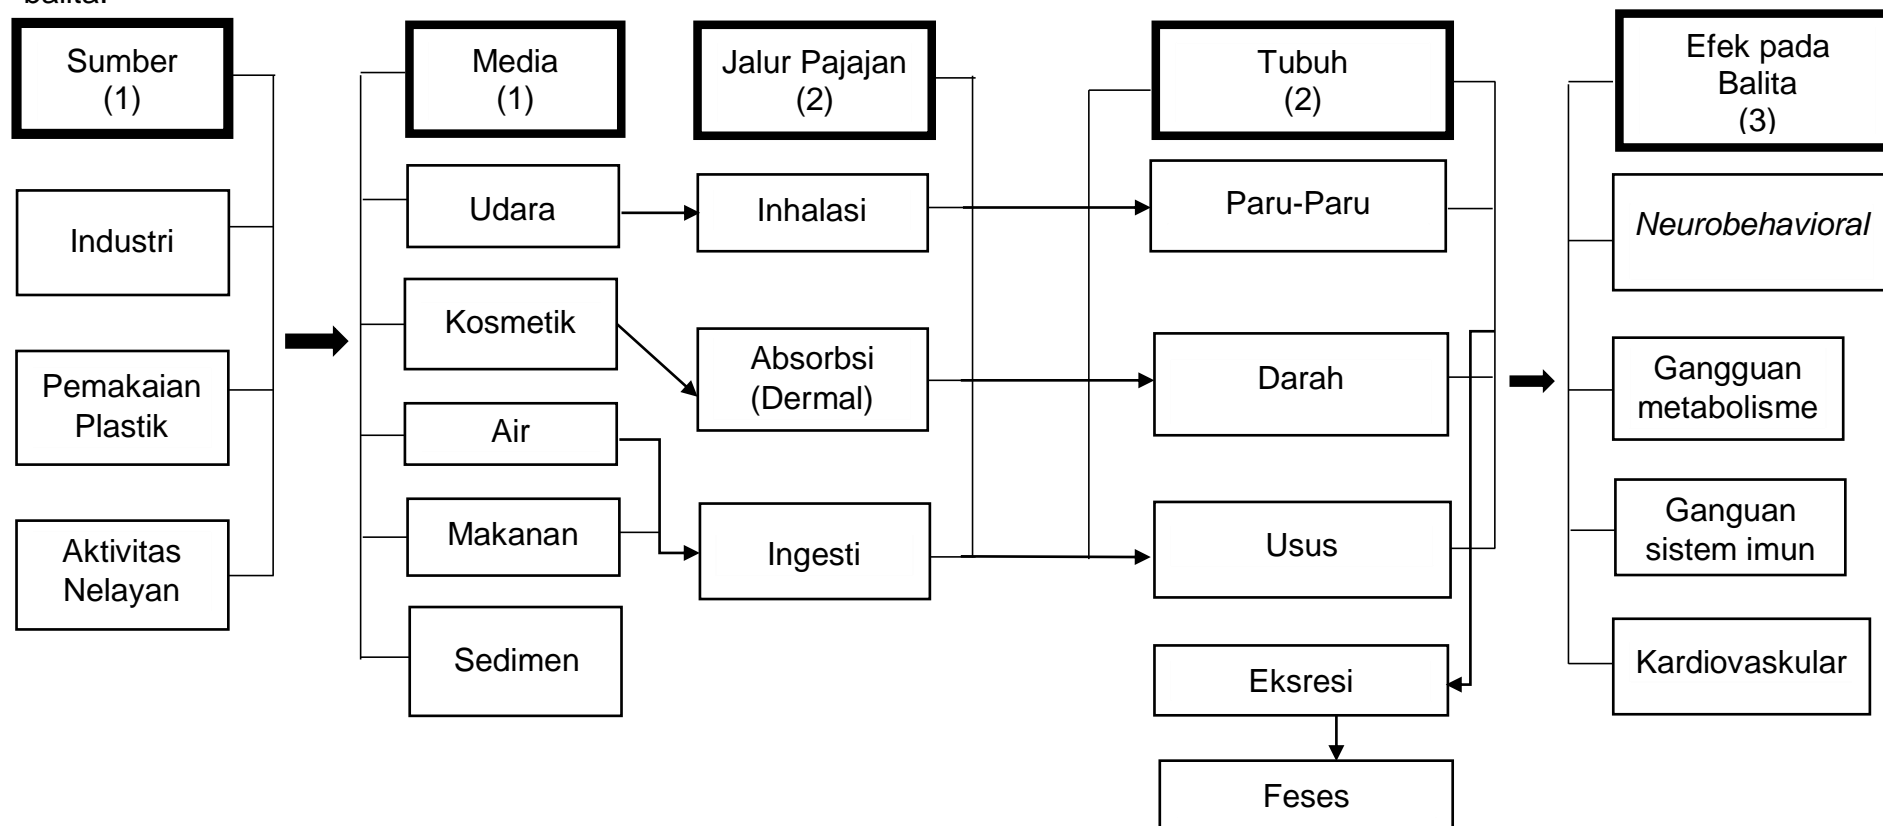 balita.
Sumber
(1)
Industri
Pemakaian
Plastik
Aktivitas
Nelayan
Media
(1)
Udara
Kosmetik
Air
Makanan
Sedimen
Jalur Pajajan
(2)
Inhalasi
Absorbsi
(Dermal)
Ingesti
Tubuh
(2)
Paru-Paru
Darah
Usus
Eksresi
Feses
Efek pada
Balita
(3)
Neurobehavioral
Gangguan
metabolisme
Ganguan
sistem imun
Kardiovaskular